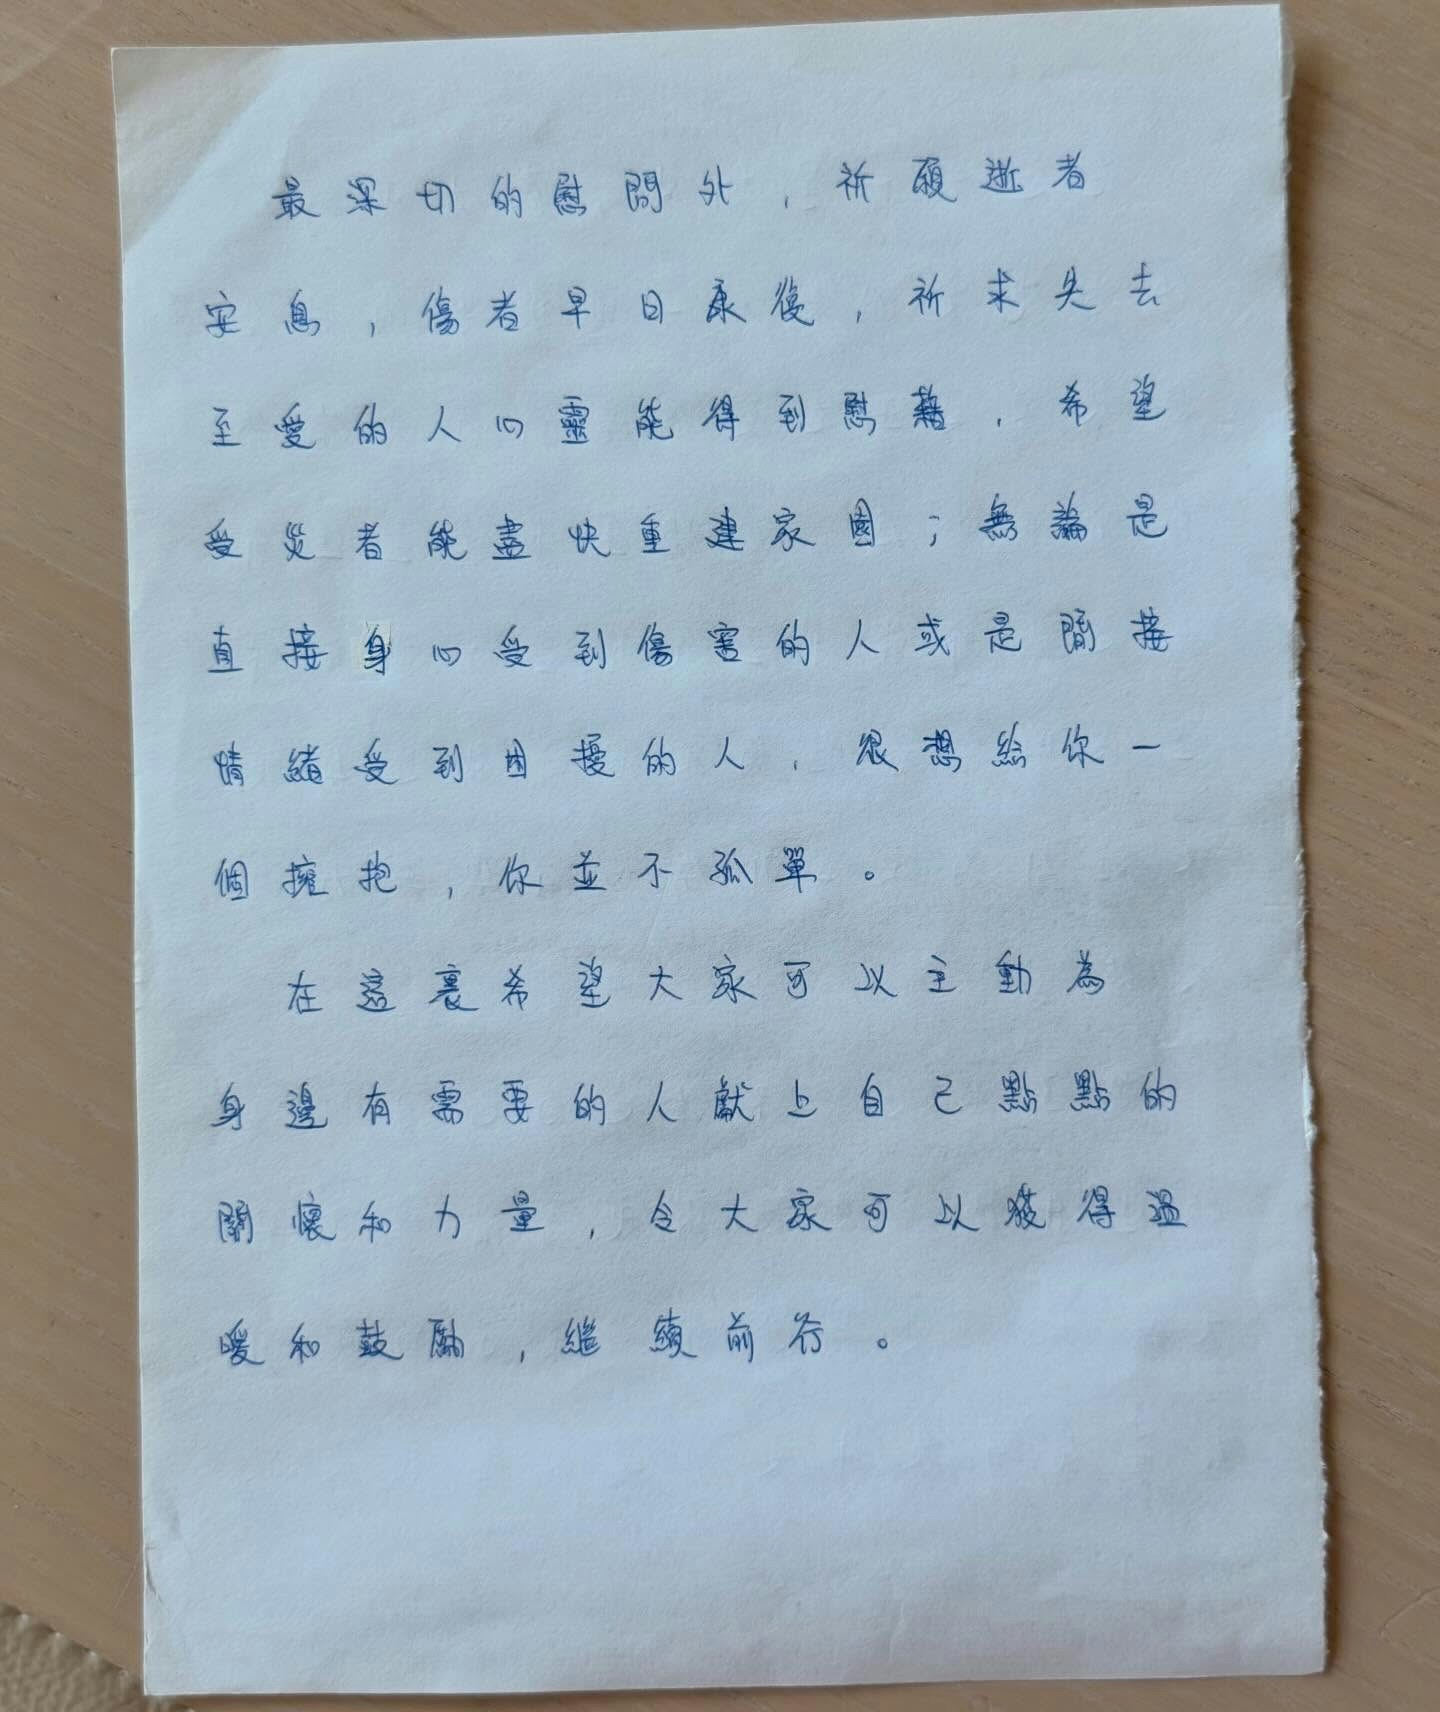 最深切的慰問外，祈願逝者
安息，傷者早日康復，祈求失去
至愛的人心靈能得到慰藉，希望
受災者能盡快重建家園；無論是
直接身心受到傷害的人或是間接
情緒受到困擾的人，很想給你一
個擁抱，你並不孤單。
在這裏希望大家可以主動為
身邊有需要的人獻上自己點點的
關懷和力量，令大家可以獲得溫
暖和鼓勵，繼續前行。